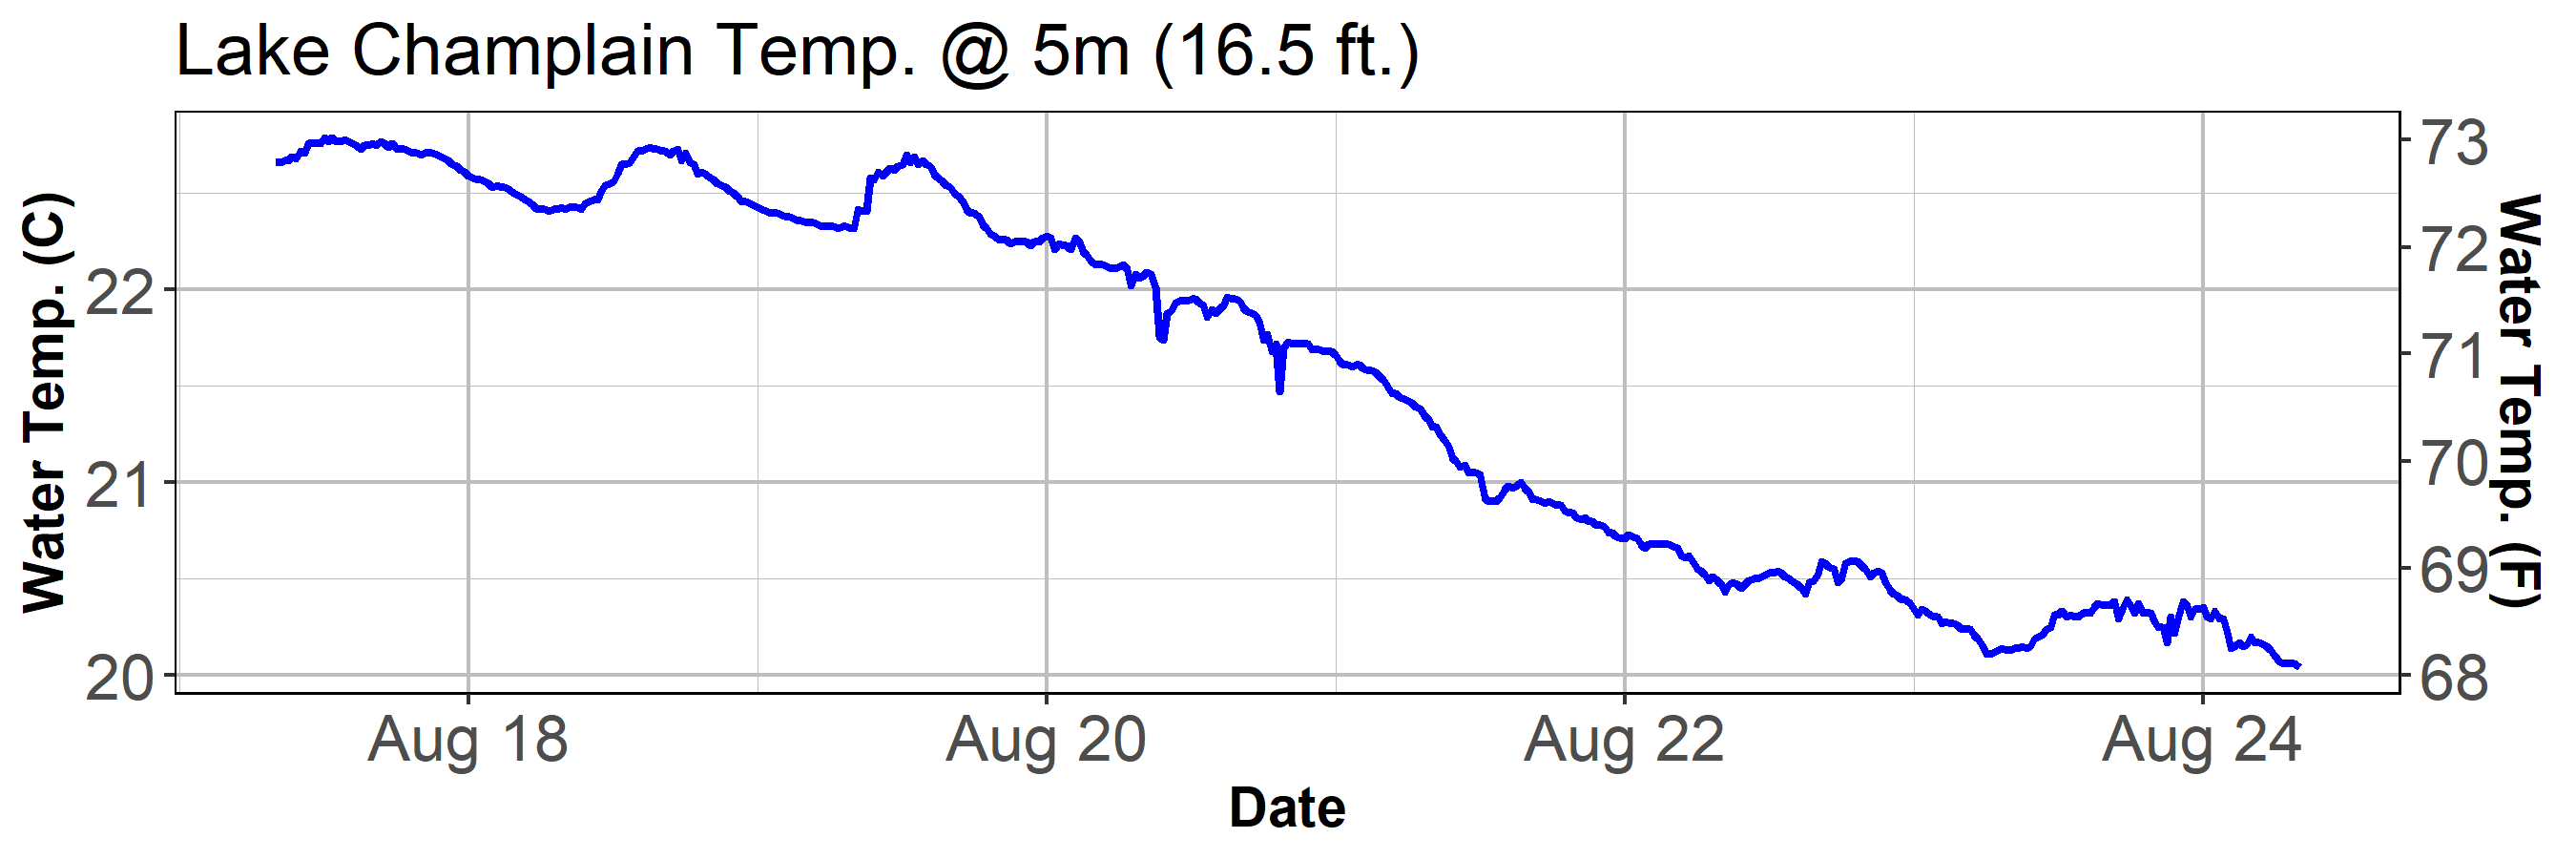 Lake Champlain Temp. @ 5m (16.5 ft.)
Water Temp. (C)
22
21
20
73
72
71
70
69
68
Water Temp. (F)
Aug 18 Aug 20 Aug 22 Aug 24
Date